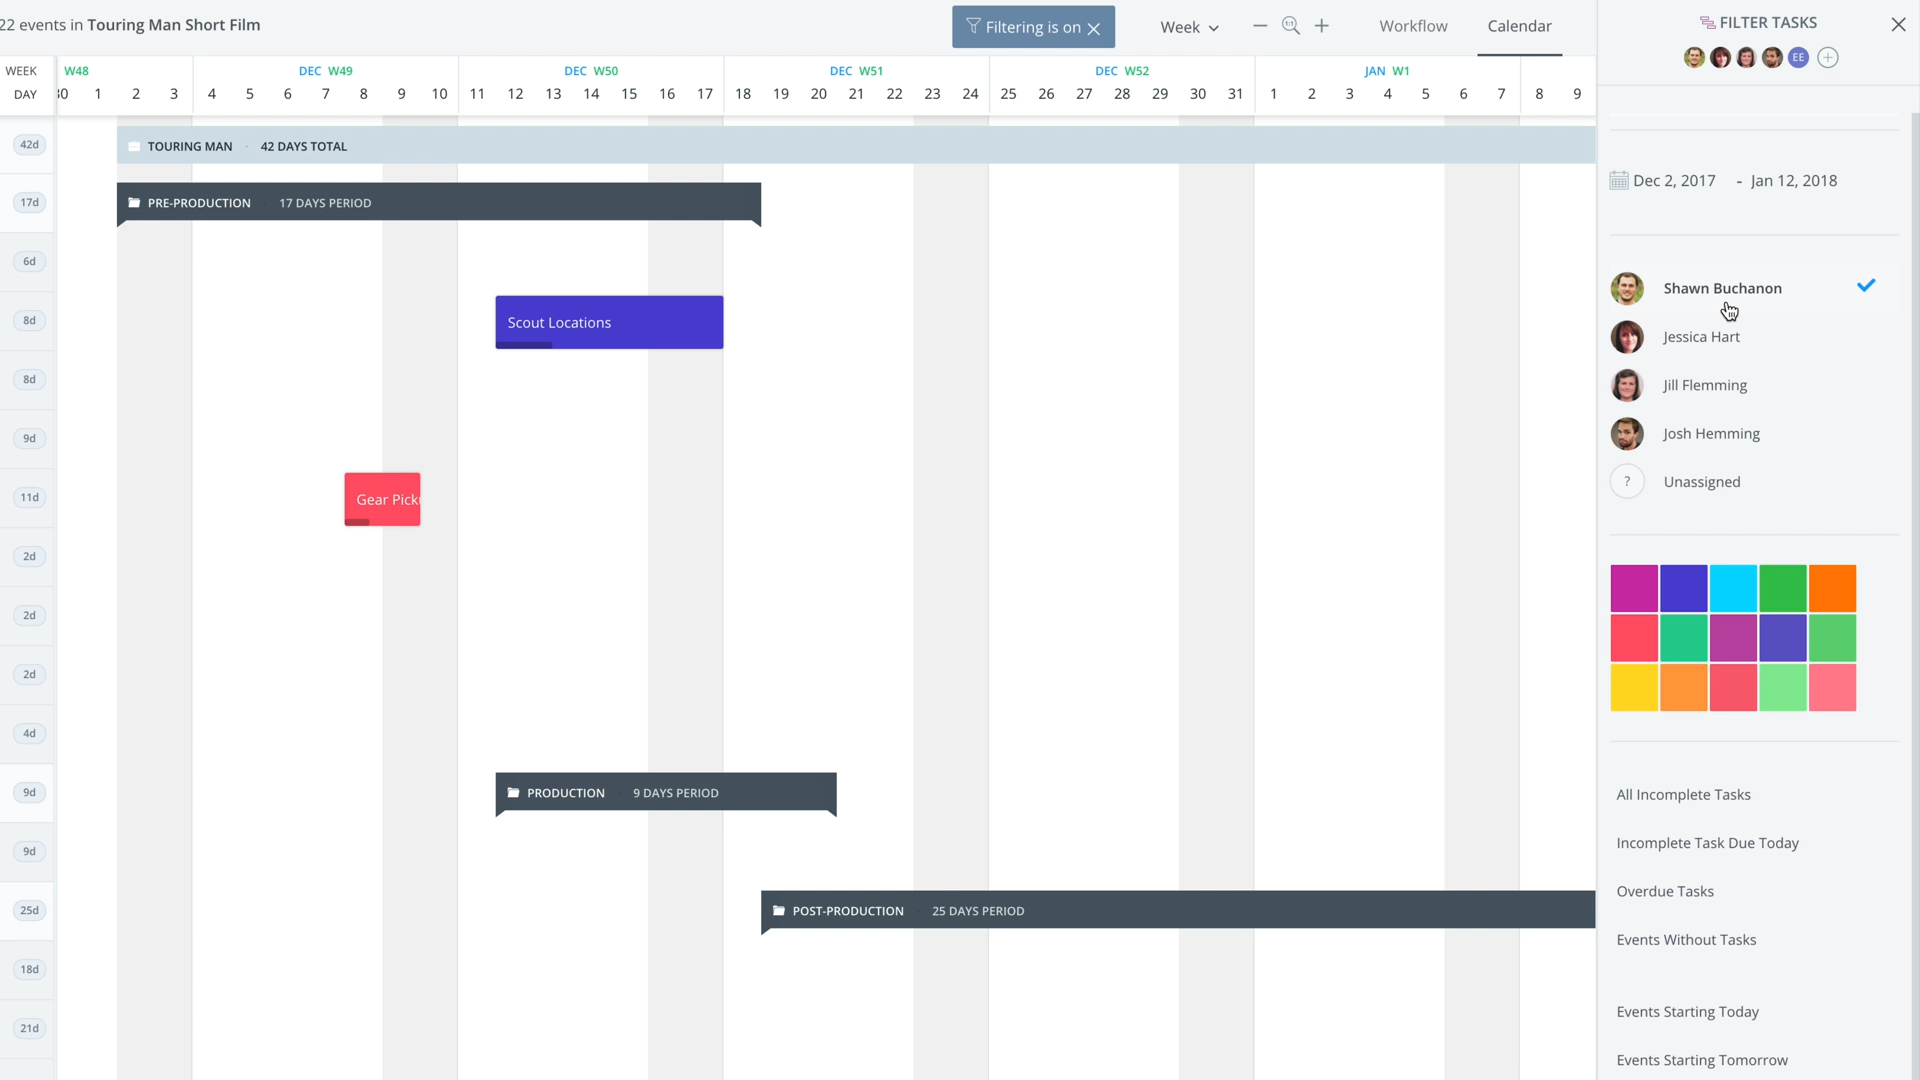 22 events in Touring Man Short Film
Filtering is on
Week
Workflow
Calendar
FILTER TASKS
EE
WEEK W48 DEC W49 DEC W50 DEC W51 DEC W52 JAN W1
DAY 30 1 2 3 4 5 6 7 8 9 10 11 12 13 14 15 16 17 18 19 20 21 22 23 24 25 26 27 28 29 30 31 1 2 3 4 5 6 7 8 9
42d TOURING MAN · 42 DAYS TOTAL
17d PRE-PRODUCTION · 17 DAYS PERIOD
6d
8d Scout Locations
8d
9d
11d Gear Pick
2d
2d
2d
4d
9d PRODUCTION · 9 DAYS PERIOD
9d
25d POST-PRODUCTION · 25 DAYS PERIOD
18d
21d
Dec 2, 2017 - Jan 12, 2018
Shawn Buchanon
Jessica Hart
Jill Flemming
Josh Hemming
? Unassigned
All Incomplete Tasks
Incomplete Task Due Today
Overdue Tasks
Events Without Tasks
Events Starting Today
Events Starting Tomorrow